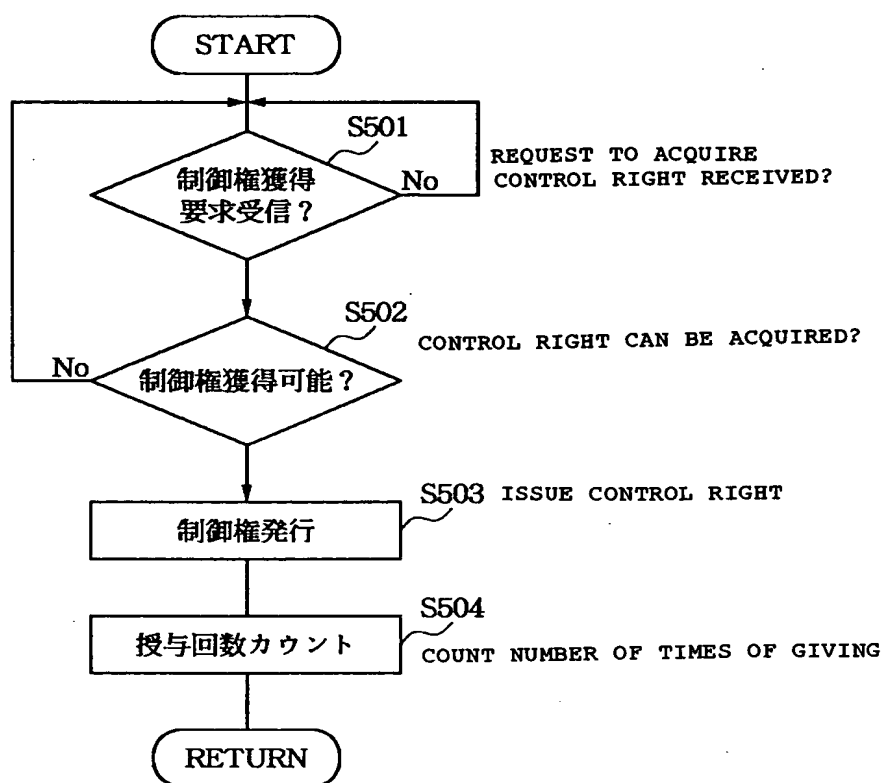 START
S501
制御権獲得
要求受信？
No
REQUEST TO ACQUIRE
CONTROL RIGHT RECEIVED?
S502
CONTROL RIGHT CAN BE ACQUIRED?
No
制御権獲得可能？
S503 ISSUE CONTROL RIGHT
制御権発行
S504
授与回数カウント
COUNT NUMBER OF TIMES OF GIVING
RETURN